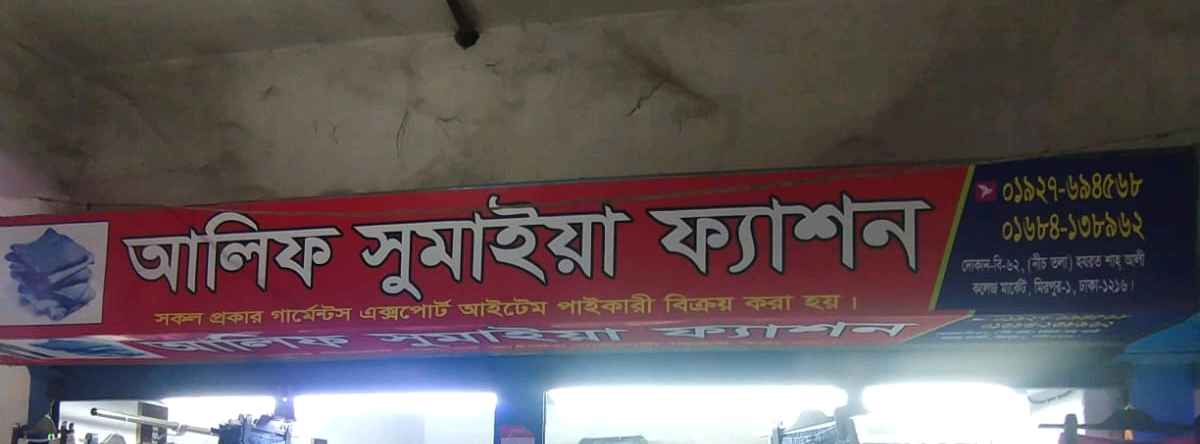 আলিফ সুমাইয়া ফ্যাশন
সকল প্রকার গার্মেন্টস এক্সপোর্ট আইটেম পাইকারী বিক্রয় করা হয়।
০১৯২৭-৬৯৪৫৬৮
০১৬৮৪-১৩৮৯৬২
দোকান-বি-৬২, (নীচ তলা) হযরত শাহ্ আলী
কলেজ মার্কেট, মিরপুর-১, ঢাকা-১২১৬।
আলিফ সুমাইয়া ফ্যাশন